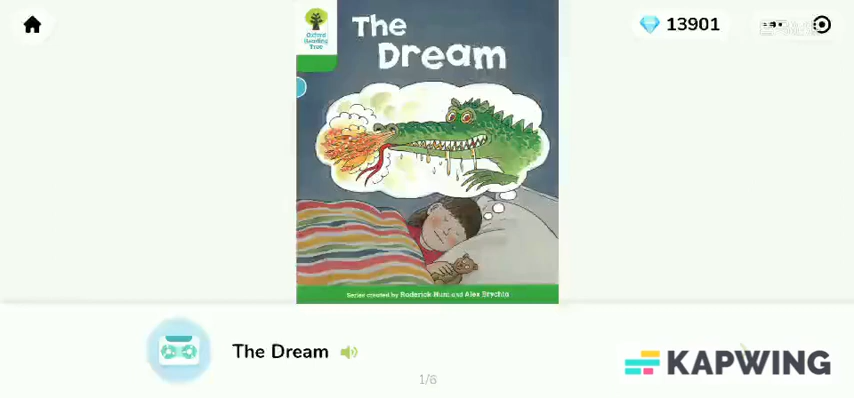 13901
Oxford
Reading
Tree
The
Dream
Series created by Roderick Hunt and Alex Brychta
The Dream
1/6
KAPWING